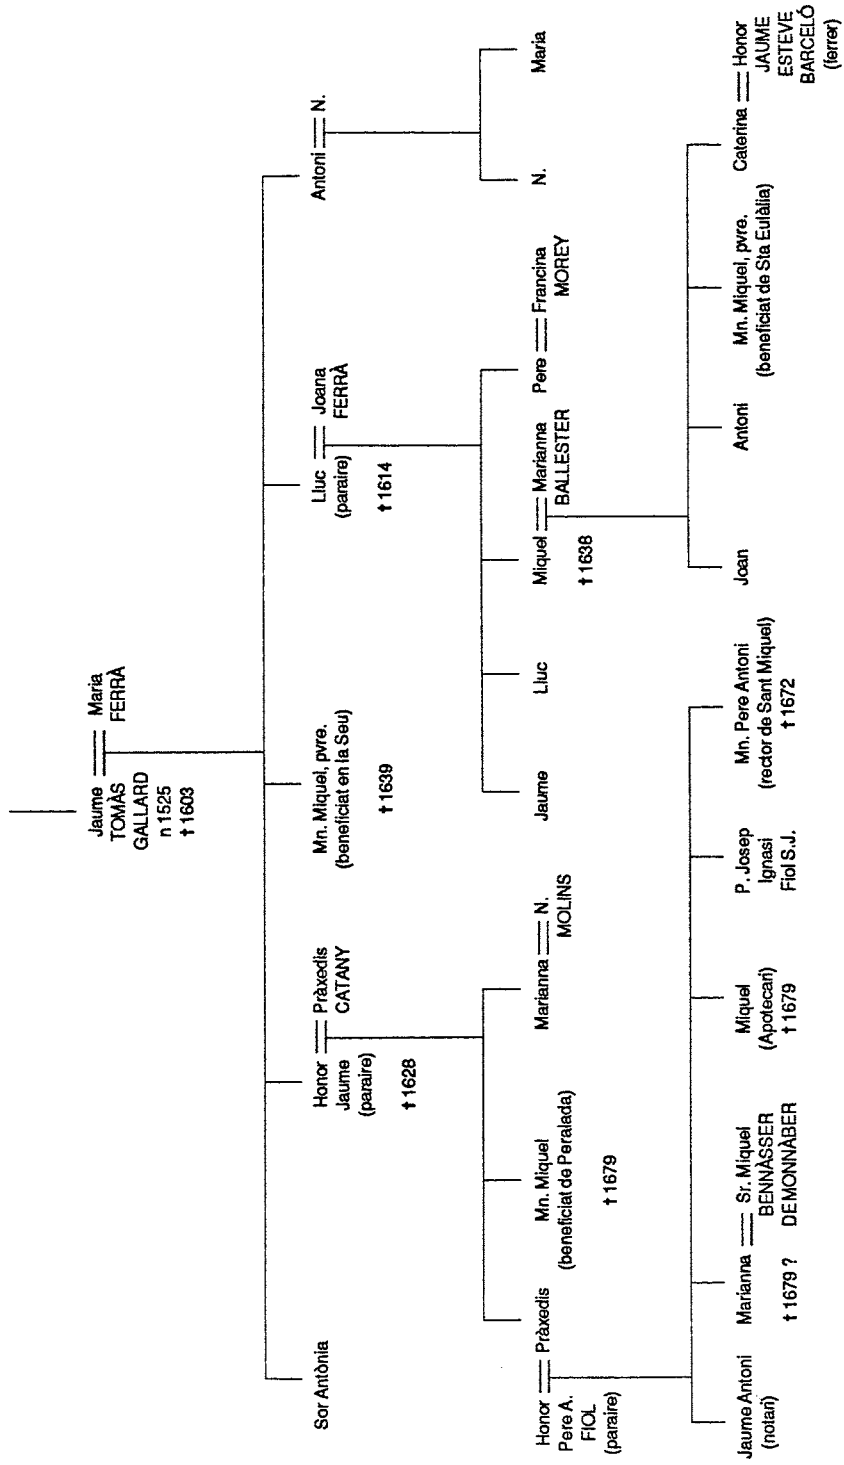 Jaume ═ Maria
TOMÀS FERRÀ
GALLARD
n 1525
† 1603
Sor Antònia
Honor ═ Pràxedis
Jaume CATANY
(paraire)
† 1628
Mn. Miquel, pvre.
(beneficiat en la Seu)
† 1639
Lluc ═ Joana
(paraire) FERRÀ
† 1614
Antoni ═ N.
Honor ═ Pràxedis
Pere A.
FIOL
(paraire)
Mn. Miquel
(beneficiat de Peralada)
† 1679
Marianna ═ N.
MOLINS
Jaume
Lluc
Miquel ═ Marianna
BALLESTER
† 1638
Pere ═ Francina
MOREY
N.
Maria
Jaume Antoni
(notari)
Marianna ═ Sr. Miquel
BENNÀSSER
† 1679 ? DE MONNÀBER
Miquel
(Apotecari)
† 1679
P. Josep
Ignasi
Fiol S.J.
Mn. Pere Antoni
(rector de Sant Miquel)
† 1672
Joan
Antoni
Mn. Miquel, pvre.
(beneficiat de Sta Eulàlia)
Caterina ═ Honor
JAUME
ESTEVE
BARCELÓ
(ferrer)